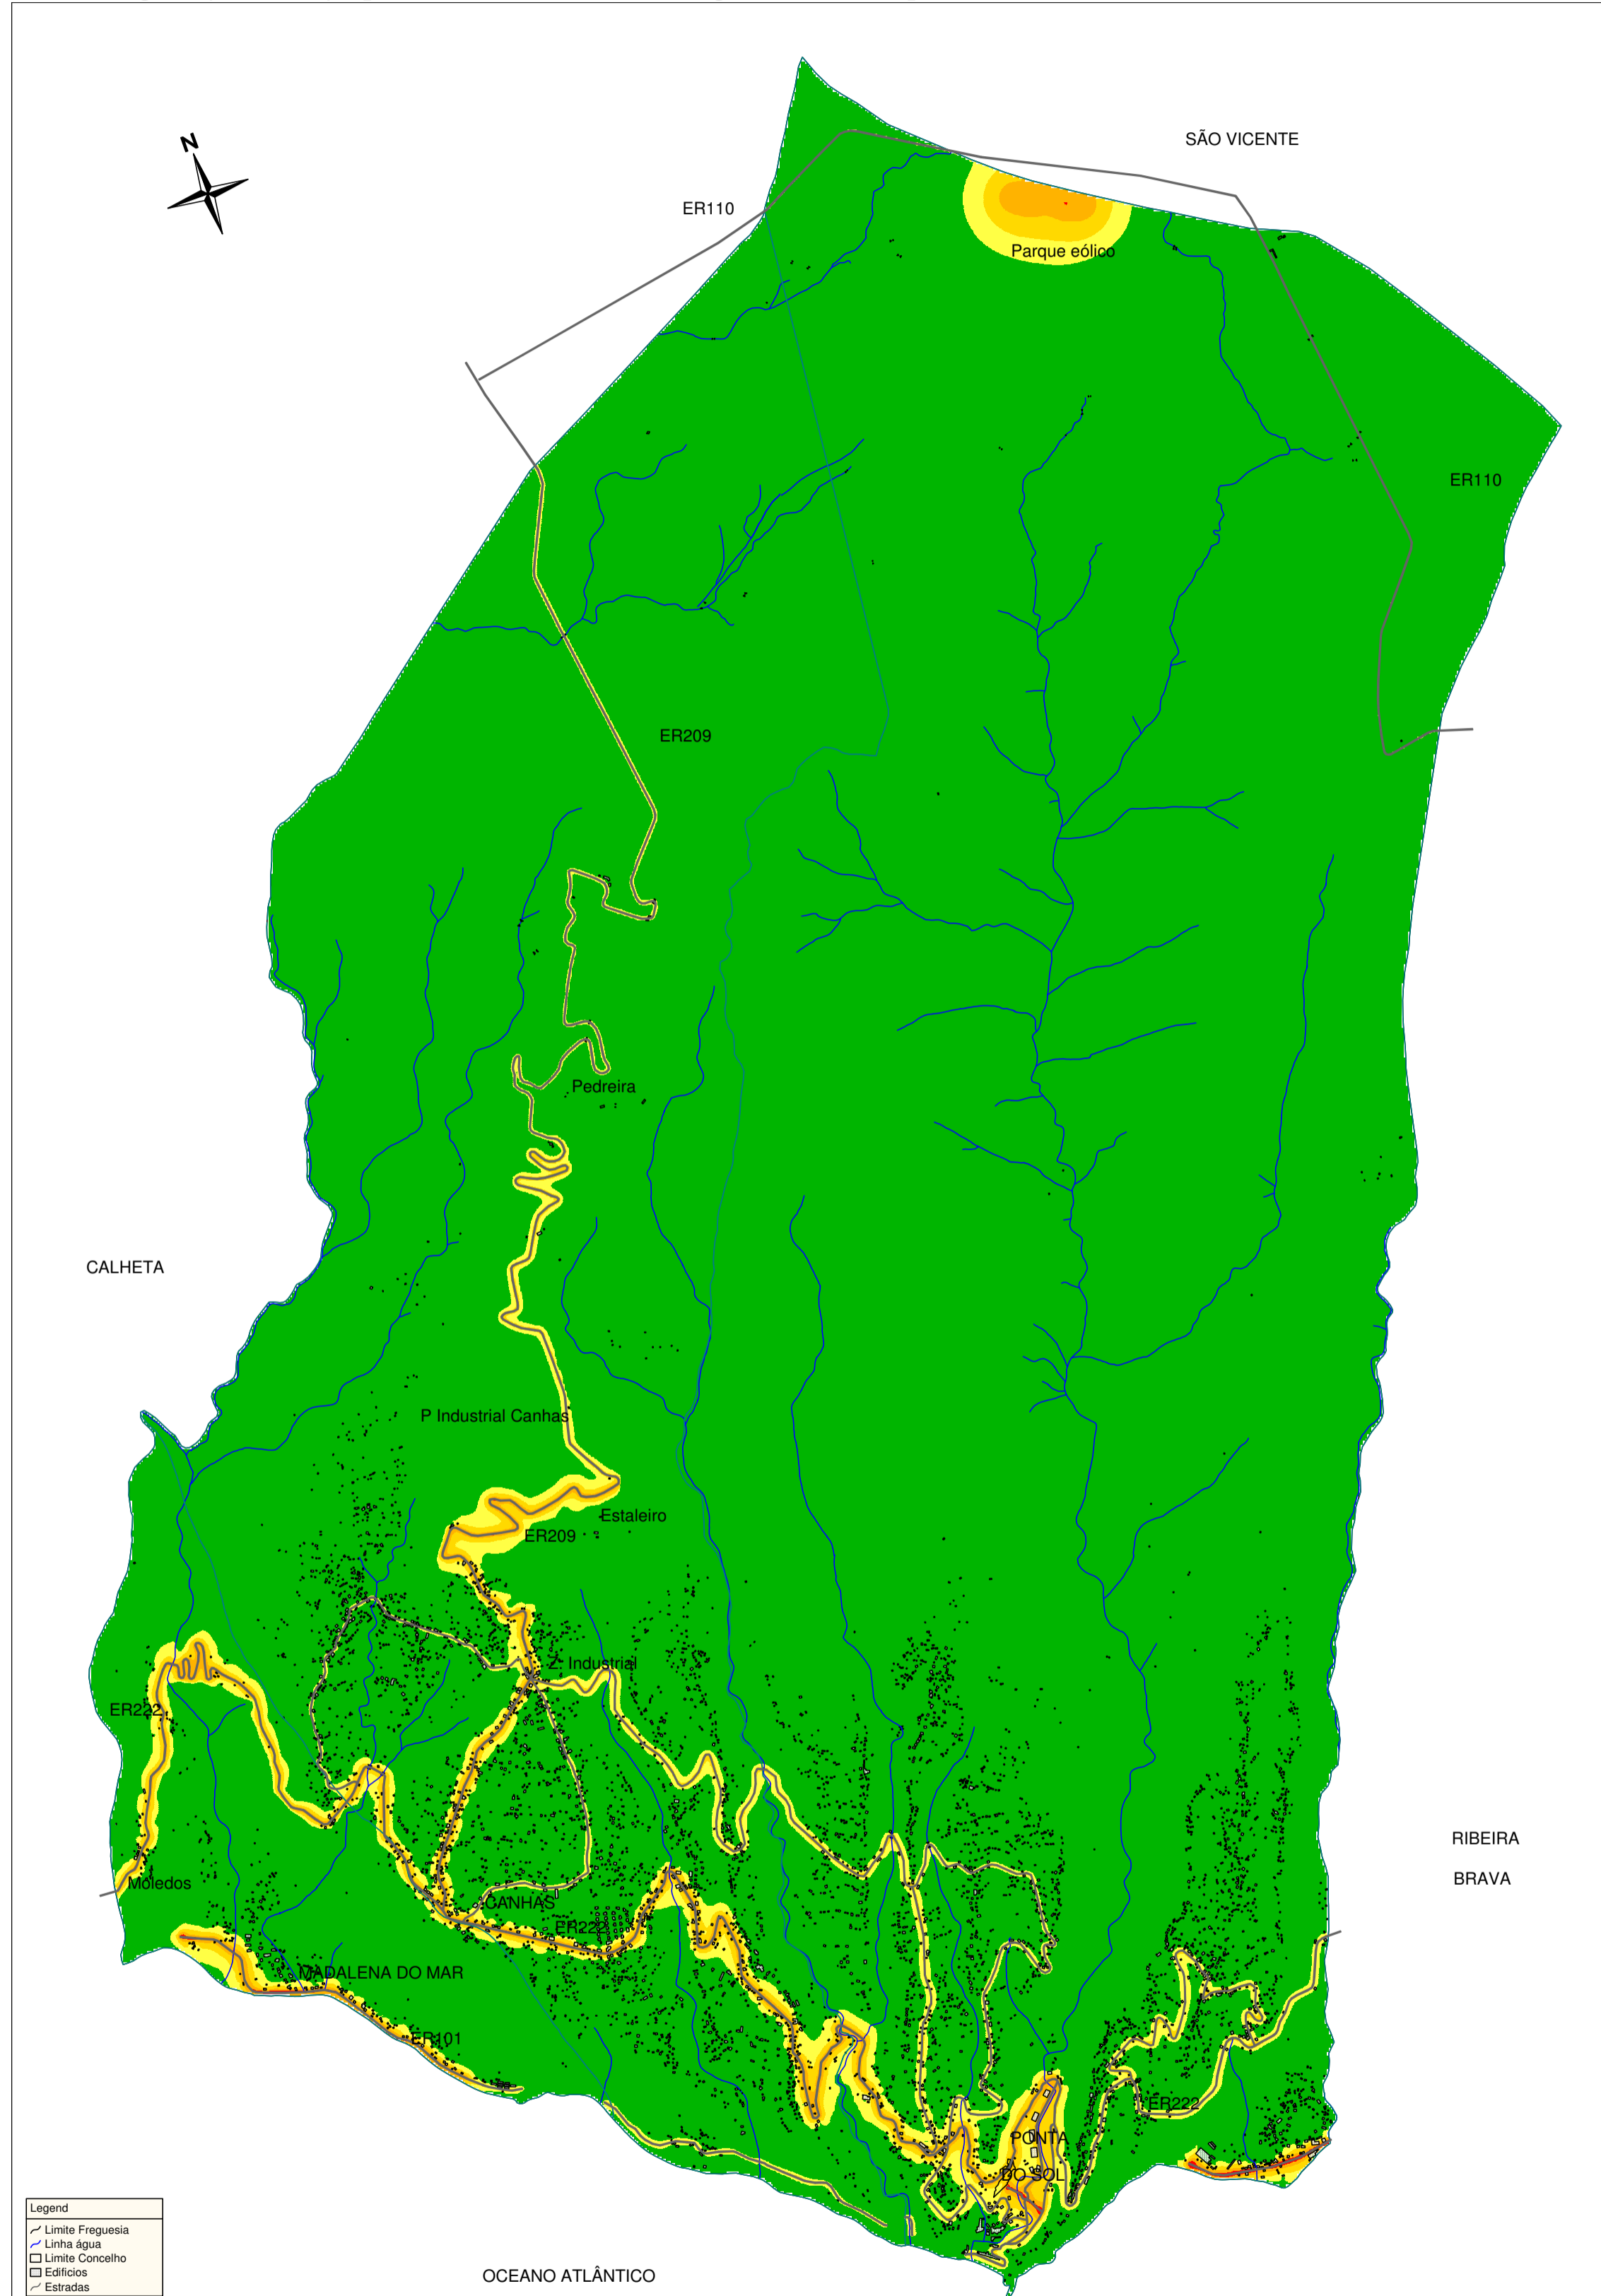 N
SÃO VICENTE
ER110
Parque eólico
ER110
ER209
Pedreira
CALHETA
P Industrial Canhas
Estaleiro
ER209
Z. Industrial
ER222
RIBEIRA
BRAVA
Moledos
CANHAS
ER222
MADALENA DO MAR
ER101
ER222
PONTA
DO SOL
OCEANO ATLÂNTICO
Legend
Limite Freguesia
Linha água
Limite Concelho
Edificios
Estradas